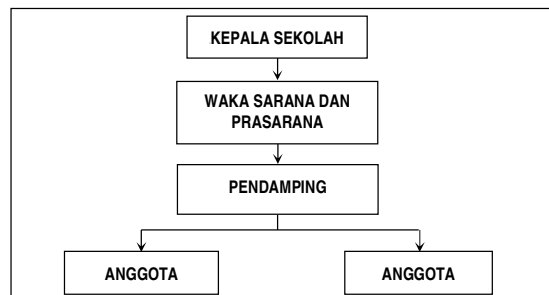 KEPALA SEKOLAH
WAKA SARANA DAN
PRASARANA
PENDAMPING
ANGGOTA
ANGGOTA